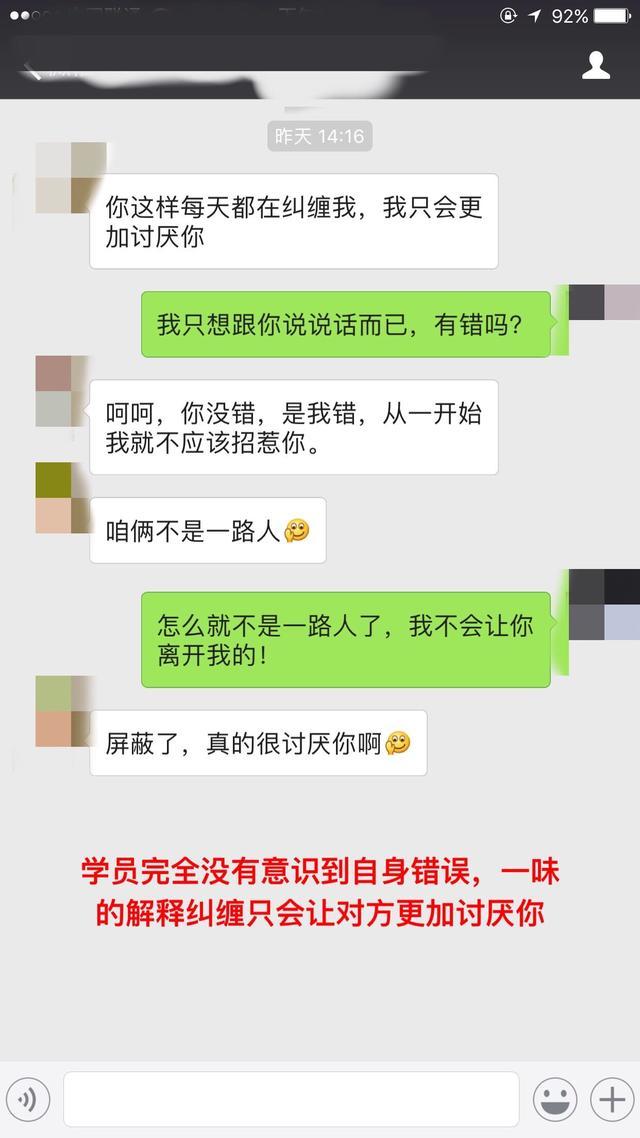 92%
昨天 14:16
你这样每天都在纠缠我，我只会更
加讨厌你
我只想跟你说说话而已，有错吗？
呵呵，你没错，是我错，从一开始
我就不应该招惹你。
咱俩不是一路人
怎么就不是一路人了，我不会让你
离开我的！
屏蔽了，真的很讨厌你啊
学员完全没有意识到自身错误，一味
的解释纠缠只会让对方更加讨厌你